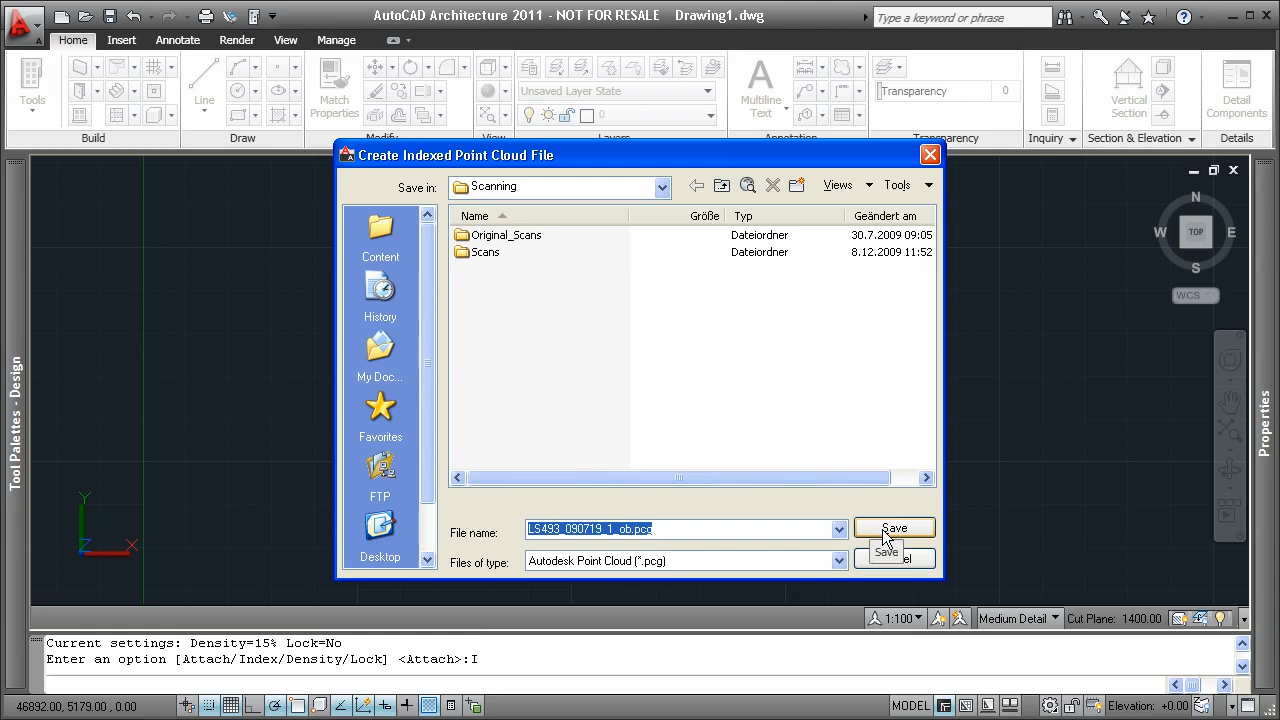 AutoCAD Architecture 2011 - NOT FOR RESALE Drawing1.dwg
Type a keyword or phrase
Home Insert Annotate Render View Manage
Tools
Line
Match Properties
Unsaved Layer State
0
Multiline Text
Transparency 0
Vertical Section
Detail Components
Build Draw Modify View Layers Annotation Transparency Inquiry Section & Elevation Details
Create Indexed Point Cloud File
Save in: Scanning Views Tools
Name Größe Typ Geändert am
Original_Scans Dateiordner 30.7.2009 09:05
Scans Dateiordner 8.12.2009 11:52
Content
History
My Doc...
Favorites
FTP
Desktop
File name: LS493_090719_1_ob.pcg Save
Save
Files of type: Autodesk Point Cloud (*.pcg)
N
W TOP E
S
WCS
Tool Palettes - Design
Properties
Y
X
Z
1:100 Medium Detail Cut Plane: 1400.00
Current settings: Density=15% Lock=No
Enter an option [Attach/Index/Density/Lock] <Attach>:I
46892.00, 5179.00, 0.00 MODEL Elevation: +0.00